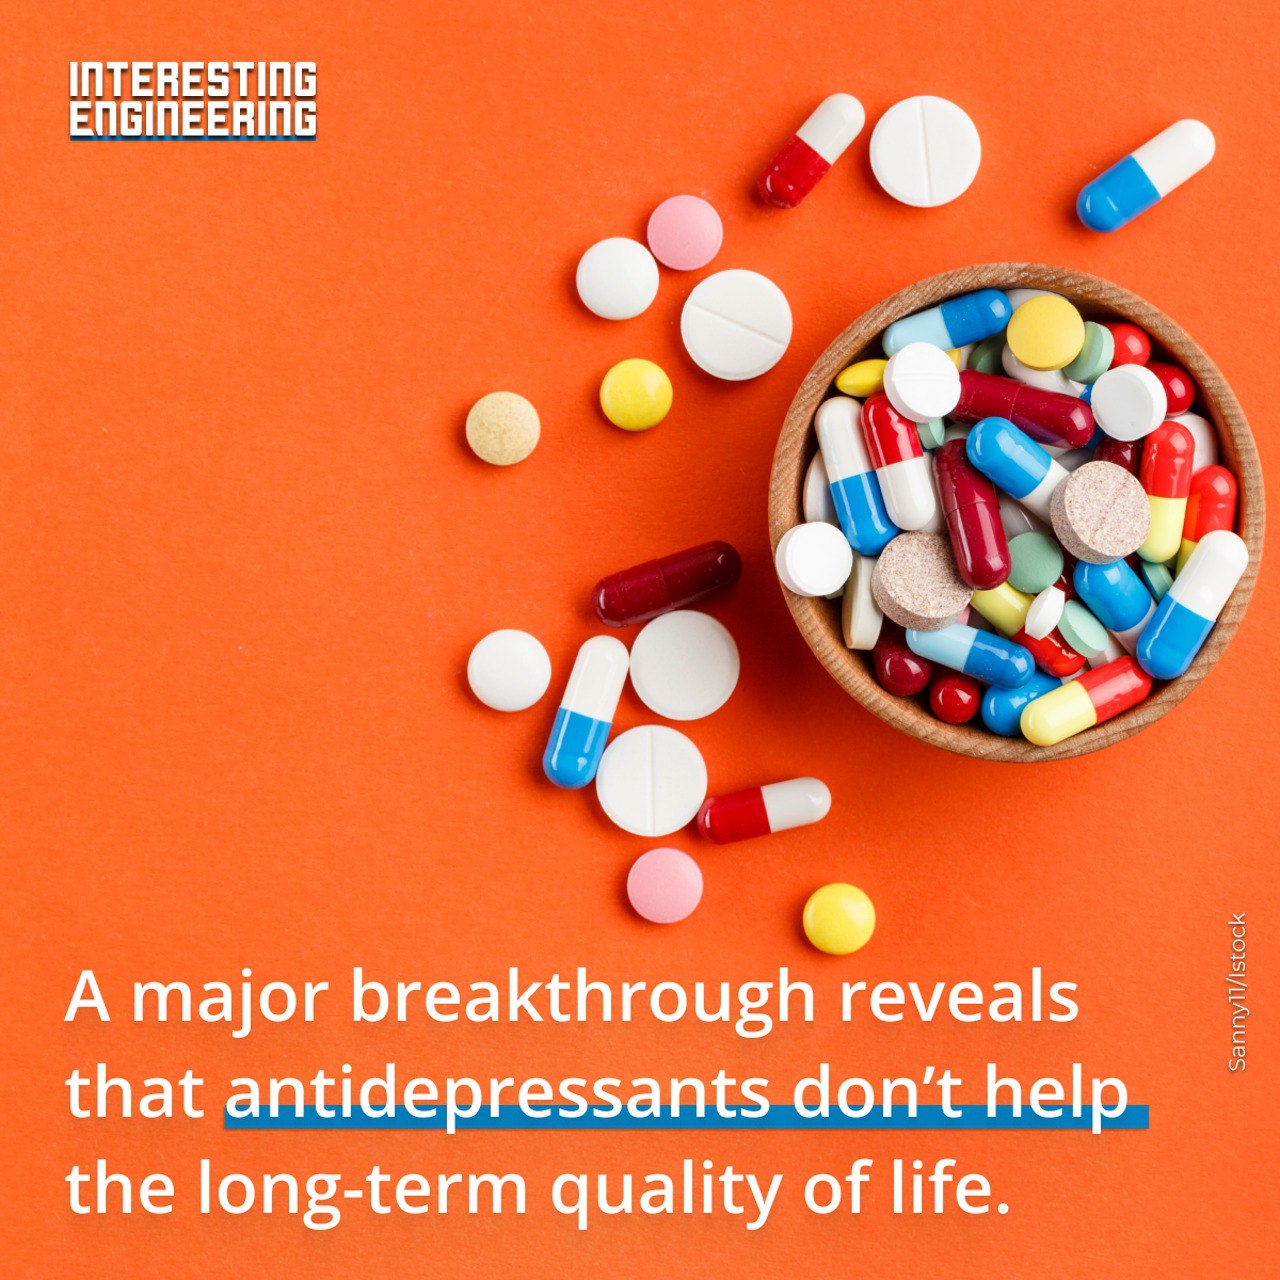 INTERESTING
ENGINEERING
Sanny11/Istock
A major breakthrough reveals
that antidepressants don’t help
the long-term quality of life.